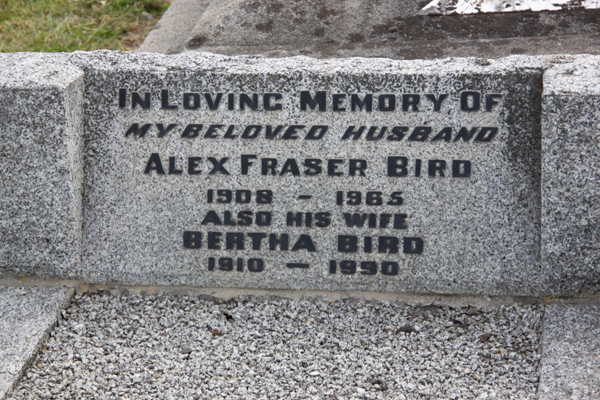 In Loving Memory Of
MY BELOVED HUSBAND
ALEX FRASER BIRD
1908 - 1965
ALSO HIS WIFE
BERTHA BIRD
1910 - 1990